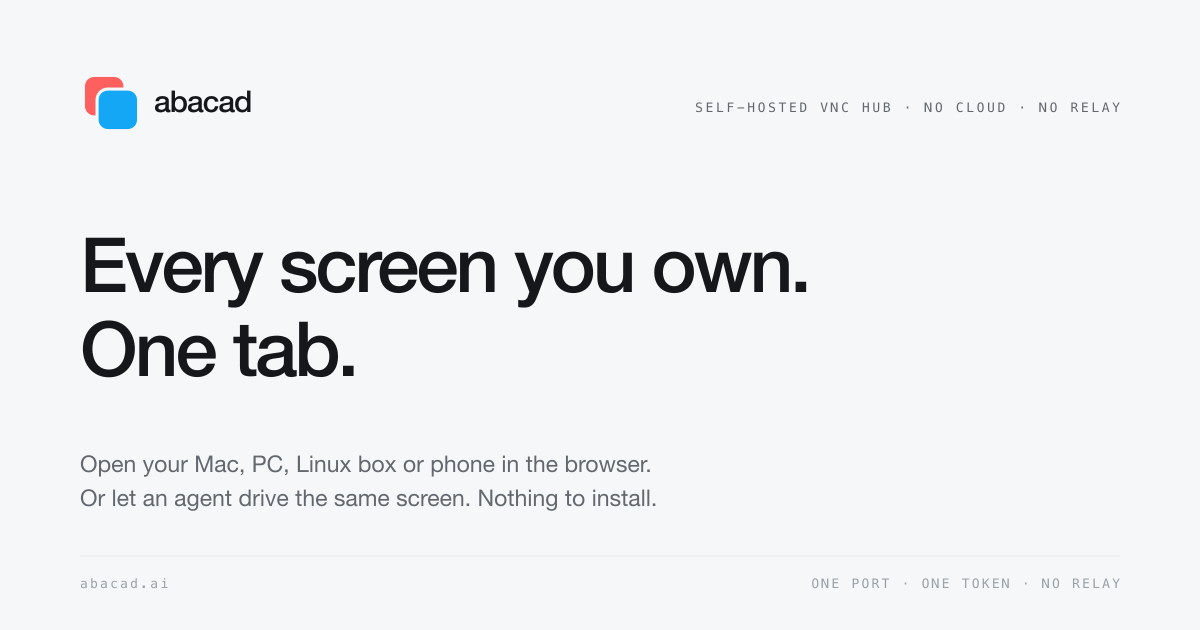 abacad
SELF-HOSTED VNC HUB · NO CLOUD · NO RELAY
Every screen you own.
One tab.
Open your Mac, PC, Linux box or phone in the browser.
Or let an agent drive the same screen. Nothing to install.
abacad.ai
ONE PORT · ONE TOKEN · NO RELAY